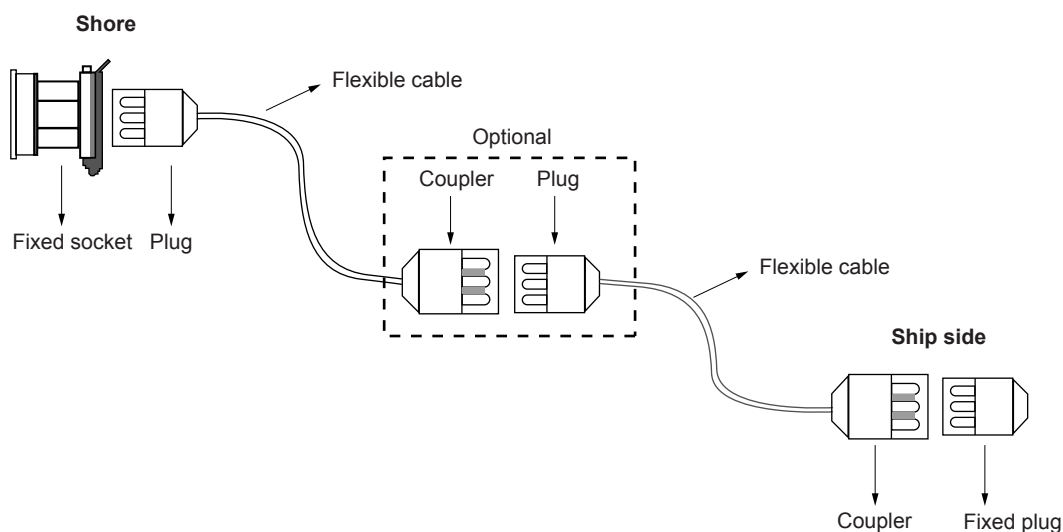 Shore
Flexible cable
Optional
Coupler Plug
Fixed socket Plug
Flexible cable
Ship side
Coupler Fixed plug